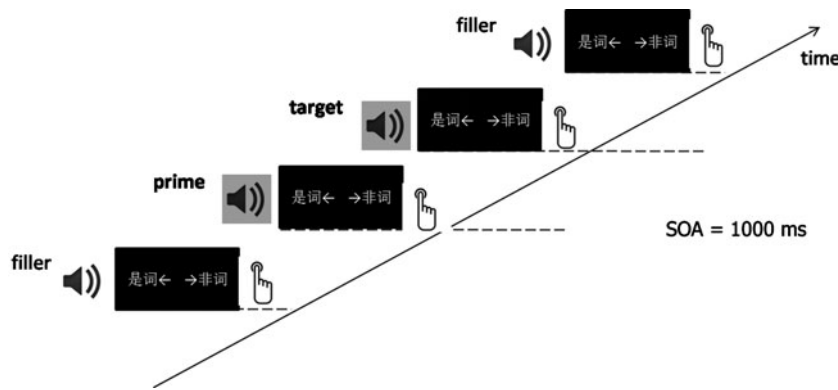 filler
是词← →非词
time
target
是词← →非词
prime
是词← →非词
SOA = 1000 ms
filler
是词← →非词